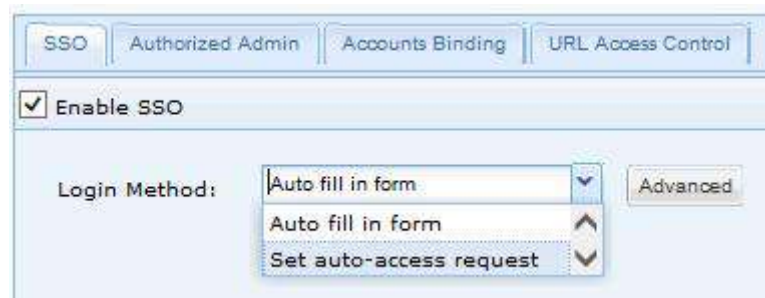 SSO Authorized Admin Accounts Binding URL Access Control
Enable SSO
Login Method: Auto fill in form Advanced
Auto fill in form
Set auto-access request